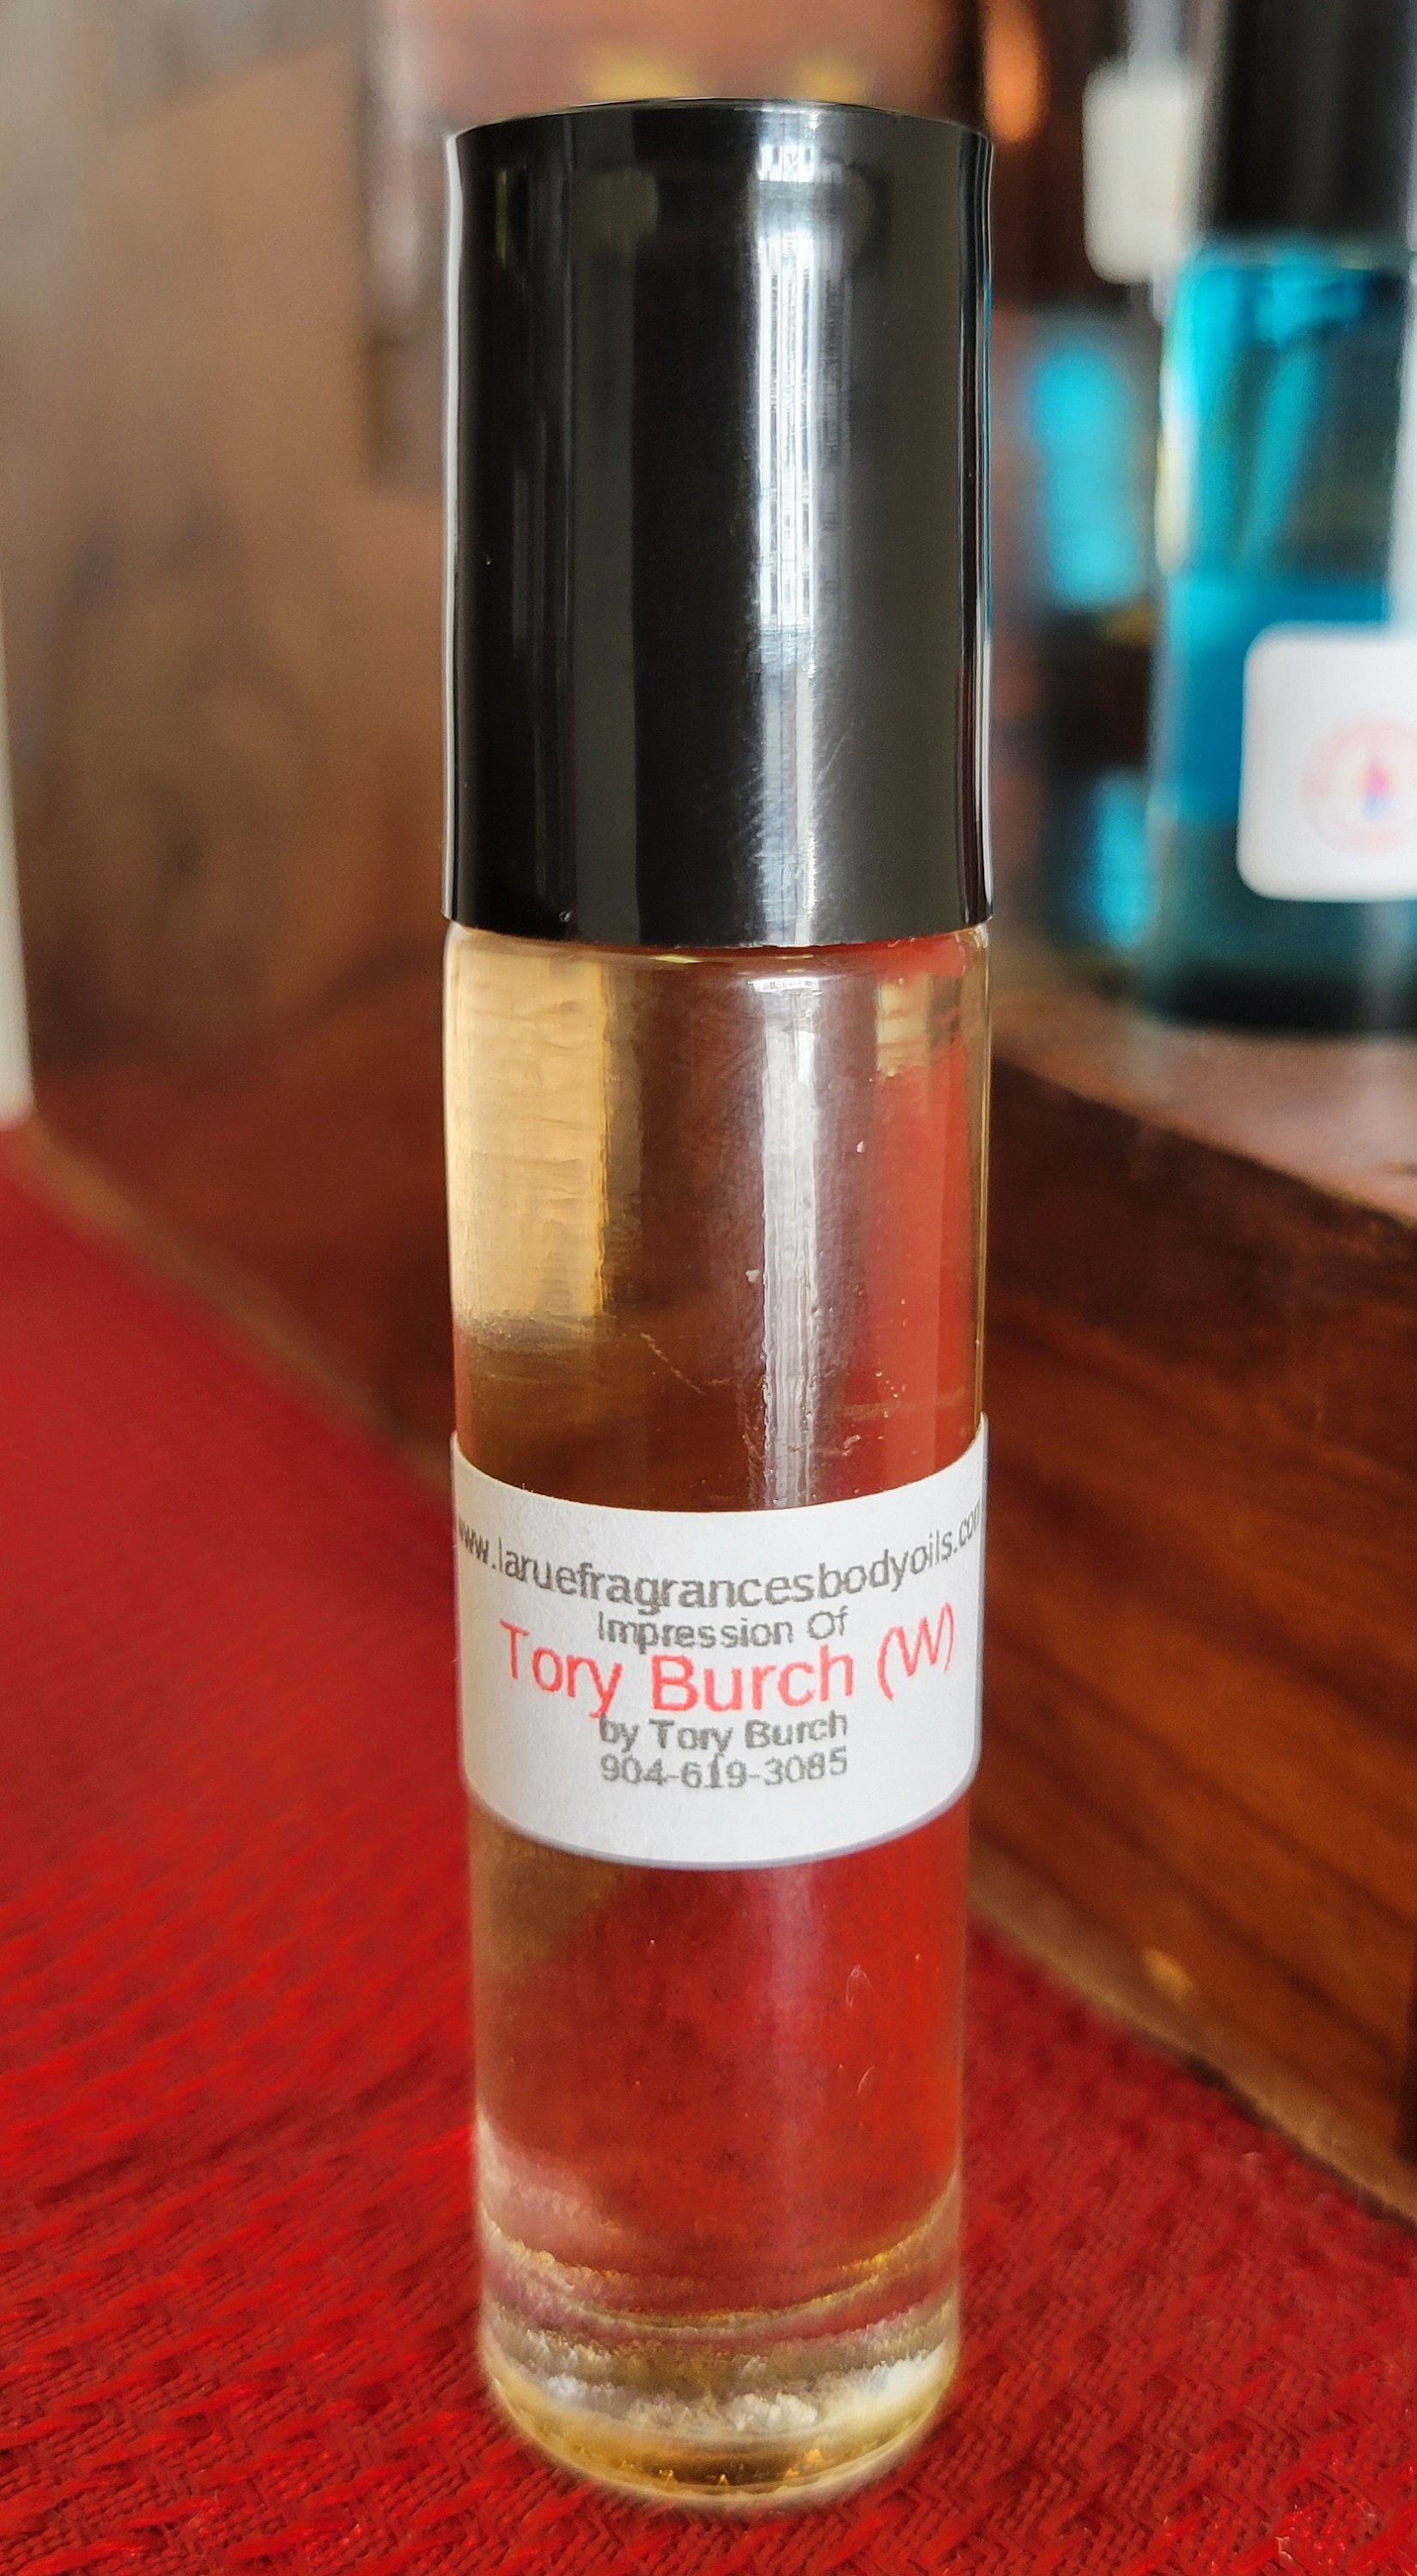 www.laruefragrancesbodyoils.com
Impression Of
Tory Burch (W)
by Tory Burch
904-619-3085